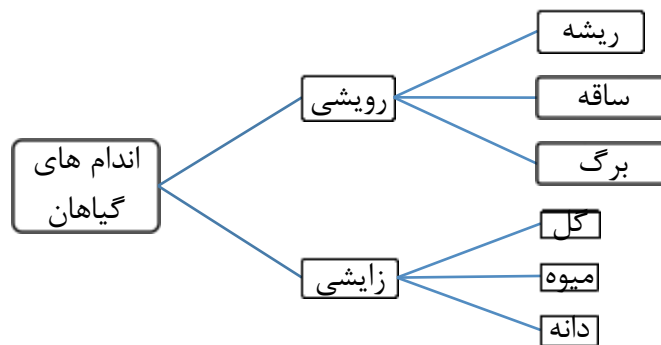 اندام های
گیاهان
رویشی
ریشه
ساقه
برگ
زایشی
گل
میوه
دانه